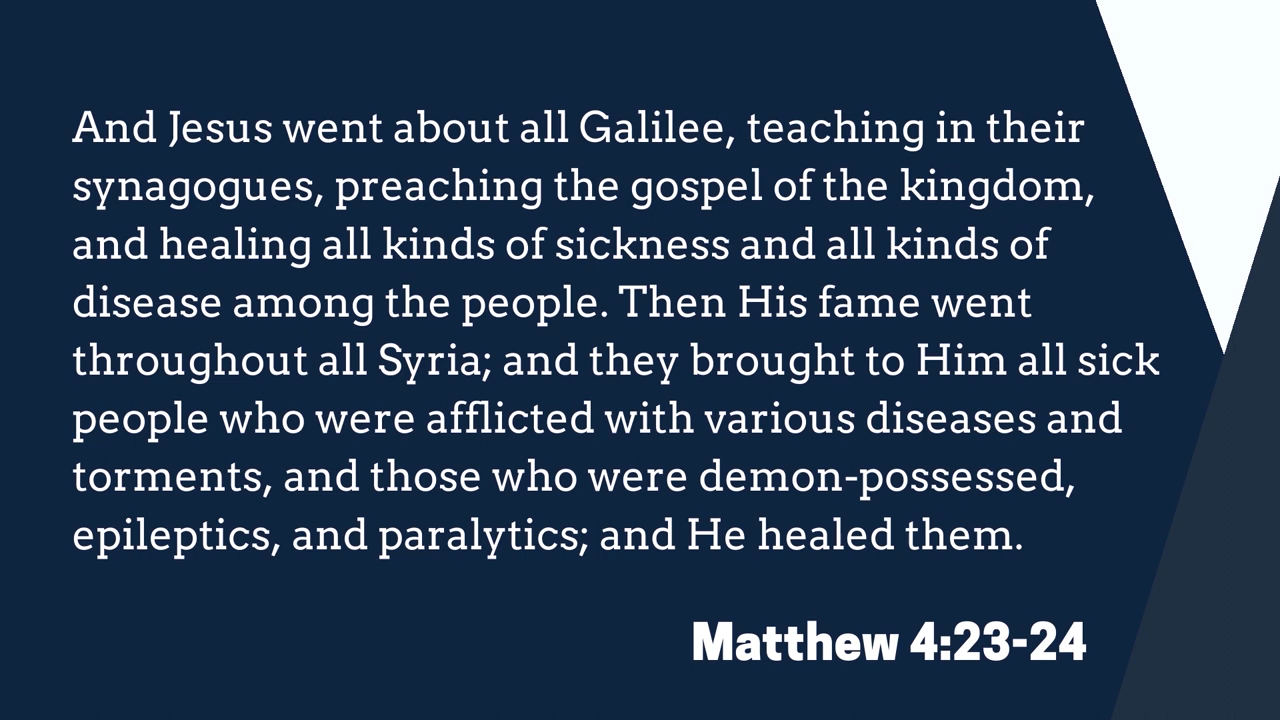 And Jesus went about all Galilee, teaching in their
synagogues, preaching the gospel of the kingdom,
and healing all kinds of sickness and all kinds of
disease among the people. Then His fame went
throughout all Syria; and they brought to Him all sick
people who were afflicted with various diseases and
torments, and those who were demon-possessed,
epileptics, and paralytics; and He healed them.
Matthew 4:23-24